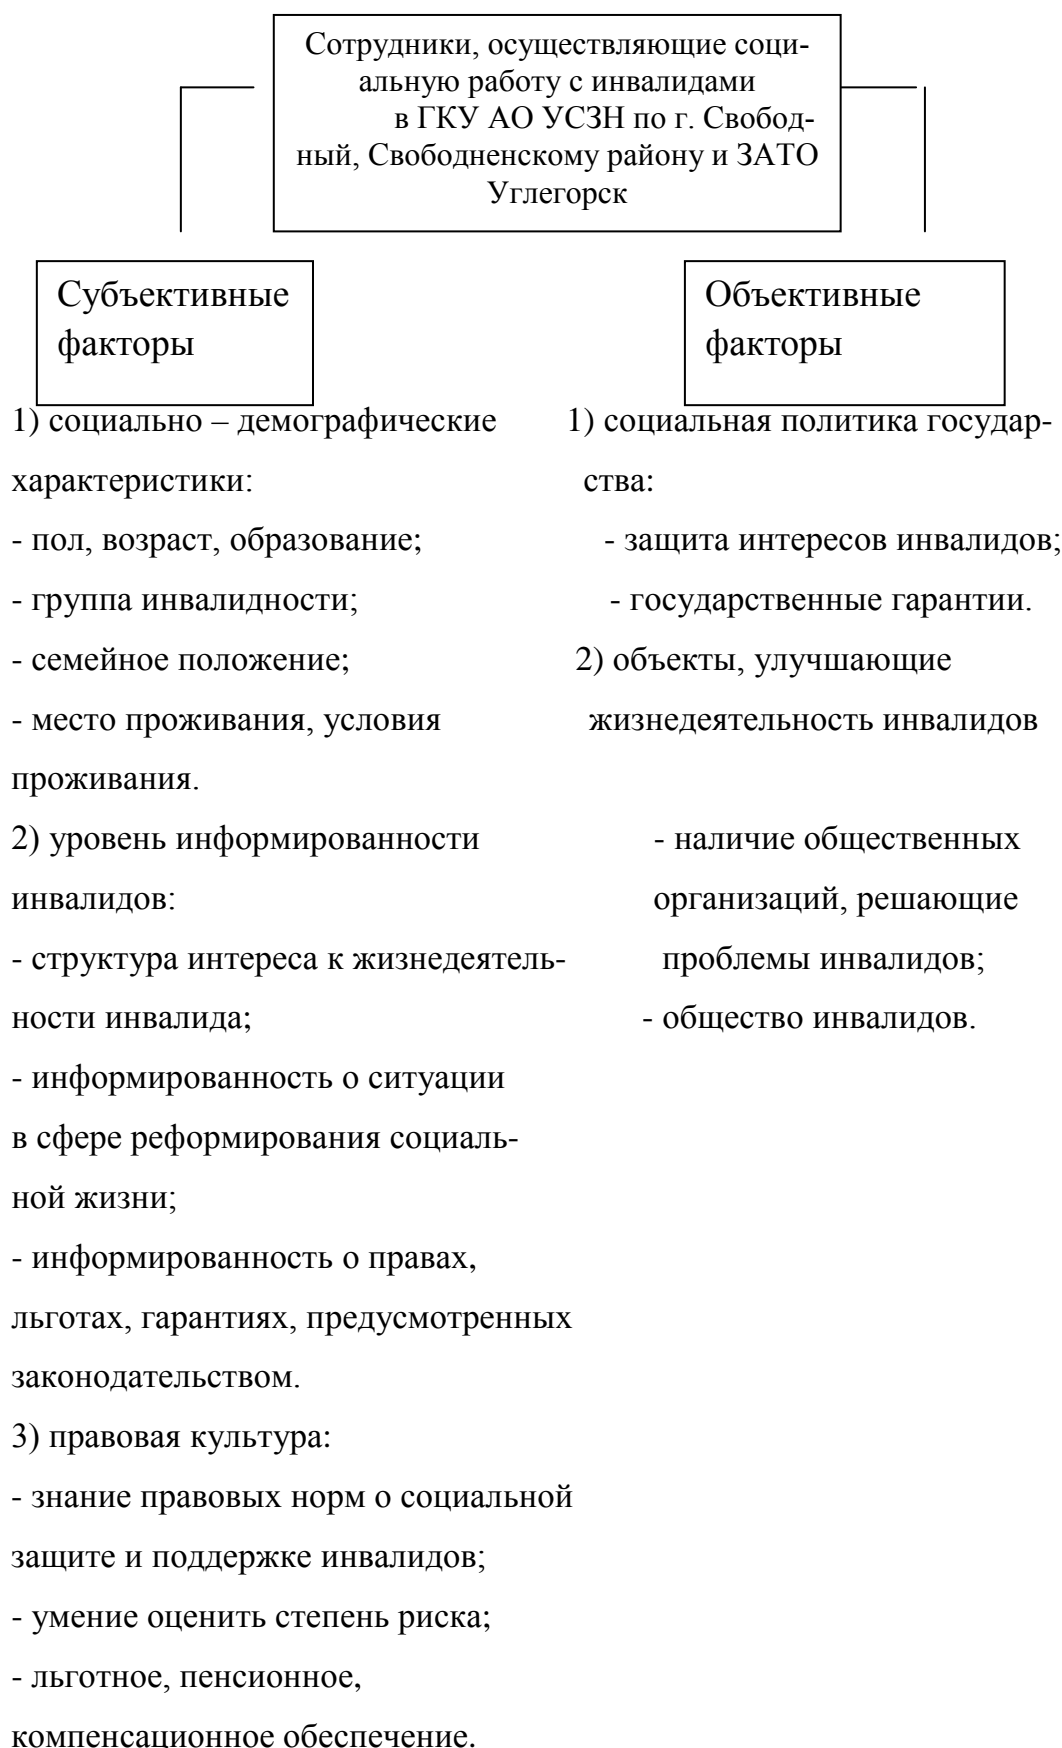 Сотрудники, осуществляющие соци-
альную работу с инвалидами
в ГКУ АО УСЗН по г. Свобод-
ный, Свободненскому району и ЗАТО
Углегорск
Субъективные
факторы
1) социально – демографические
характеристики:
- пол, возраст, образование;
- группа инвалидности;
- семейное положение;
- место проживания, условия
проживания.
2) уровень информированности
инвалидов:
- структура интереса к жизнедеятель-
ности инвалида;
- информированность о ситуации
в сфере реформирования социаль-
ной жизни;
- информированность о правах,
льготах, гарантиях, предусмотренных
законодательством.
3) правовая культура:
- знание правовых норм о социальной
защите и поддержке инвалидов;
- умение оценить степень риска;
- льготное, пенсионное,
компенсационное обеспечение.
Объективные
факторы
1) социальная политика государ-
ства:
- защита интересов инвалидов;
- государственные гарантии.
2) объекты, улучшающие
жизнедеятельность инвалидов
- наличие общественных
организаций, решающие
проблемы инвалидов;
- общество инвалидов.